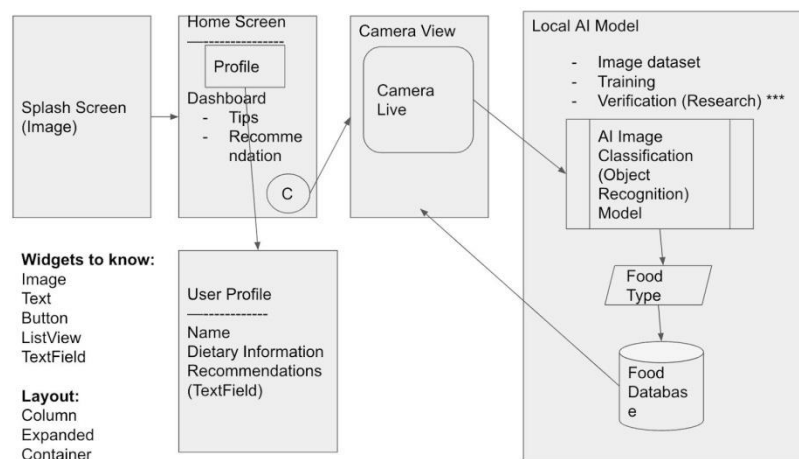 Splash Screen
(Image)
Home Screen
—---------------
Profile
Dashboard
- Tips
- Recomme
ndation
C
Camera View
Camera
Live
Local AI Model
- Image dataset
- Training
- Verification (Research) ***
AI Image
Classification
(Object
Recognition)
Model
Food
Type
Food
Databas
e
User Profile
—-------------
Name
Dietary Information
Recommendations
(TextField)
Widgets to know:
Image
Text
Button
ListView
TextField
Layout:
Column
Expanded
Container